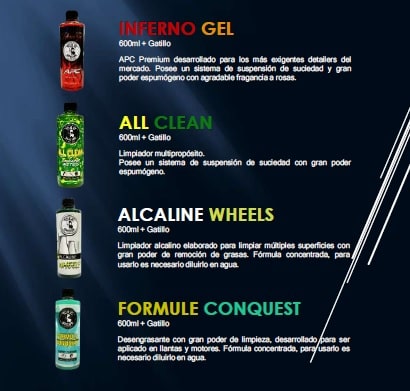 INFERNO GEL
600ml + Gatillo
APC Premium desarrollado para los más exigentes detailers del
mercado. Posee un sistema de suspensión de suciedad y gran
poder espumógeno con agradable fragancia a rosas.
APC
ALL CLEAN
600ml + Gatillo
Limpiador multipropósito.
Posee un sistema de suspensión de suciedad con gran poder
espumógeno.
ALL CLEAN
ALCALINE WHEELS
600ml + Gatillo
Limpiador alcalino elaborado para limpiar múltiples superficies con
gran poder de remoción de grasas. Fórmula concentrada, para
usarlo es necesario diluirlo en agua.
FORMULE CONQUEST
600ml + Gatillo
Desengrasante con gran poder de limpieza, desarrollado para ser
aplicado en llantas y motores. Fórmula concentrada, para usarlo es
necesario diluirlo en agua.